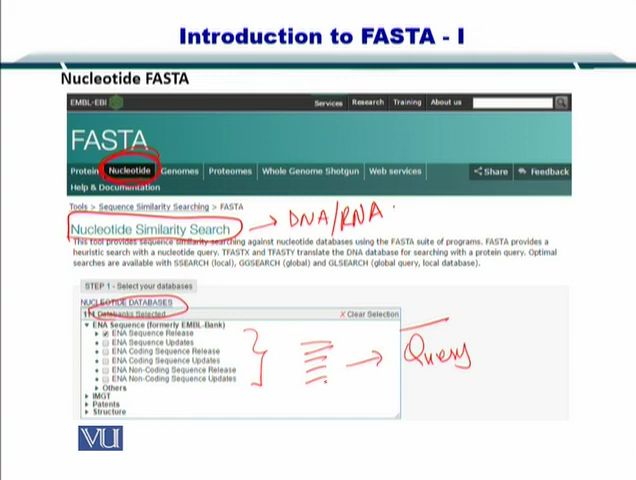 Introduction to FASTA - I
Nucleotide FASTA
EMBL-EBI Services Research Training About us
FASTA
Protein Nucleotide Genomes Proteomes Whole Genome Shotgun Web services Share Feedback
Help & Documentation
Tools > Sequence Similarity Searching > FASTA
Nucleotide Similarity Search → DNA/RNA
This tool provides sequence similarity searching against nucleotide databases using the FASTA suite of programs. FASTA provides a
heuristic search with a nucleotide query. TFASTX and TFASTY translate the DNA database for searching with a protein query. Optimal
searches are available with SSEARCH (local), GGSEARCH (global) and GLSEARCH (global query, local database).
STEP 1 - Select your databases
NUCLEOTIDE DATABASES
Databanks Selected X Clear Selection
ENA Sequence (formerly EMBL-Bank)
ENA Sequence Release
ENA Sequence Updates
ENA Coding Sequence Release
ENA Coding Sequence Updates
ENA Non-Coding Sequence Release
ENA Non-Coding Sequence Updates
Others
IMGT
Patents
Structure
→ Query
VU